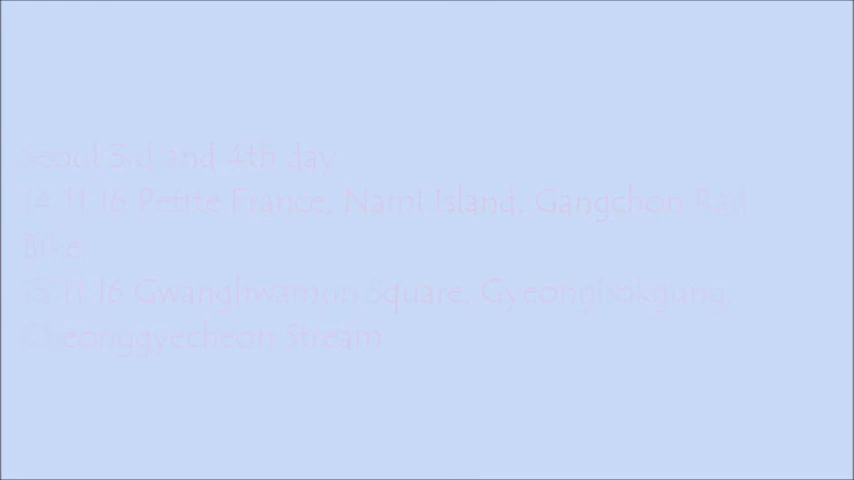 Seoul 3rd and 4th day
14.11.16 Petite France, Nami Island, Gangchon Rail
Bike
15.11.16 Gwanghwamun Square, Gyeongbokgung,
Cheonggyecheon Stream